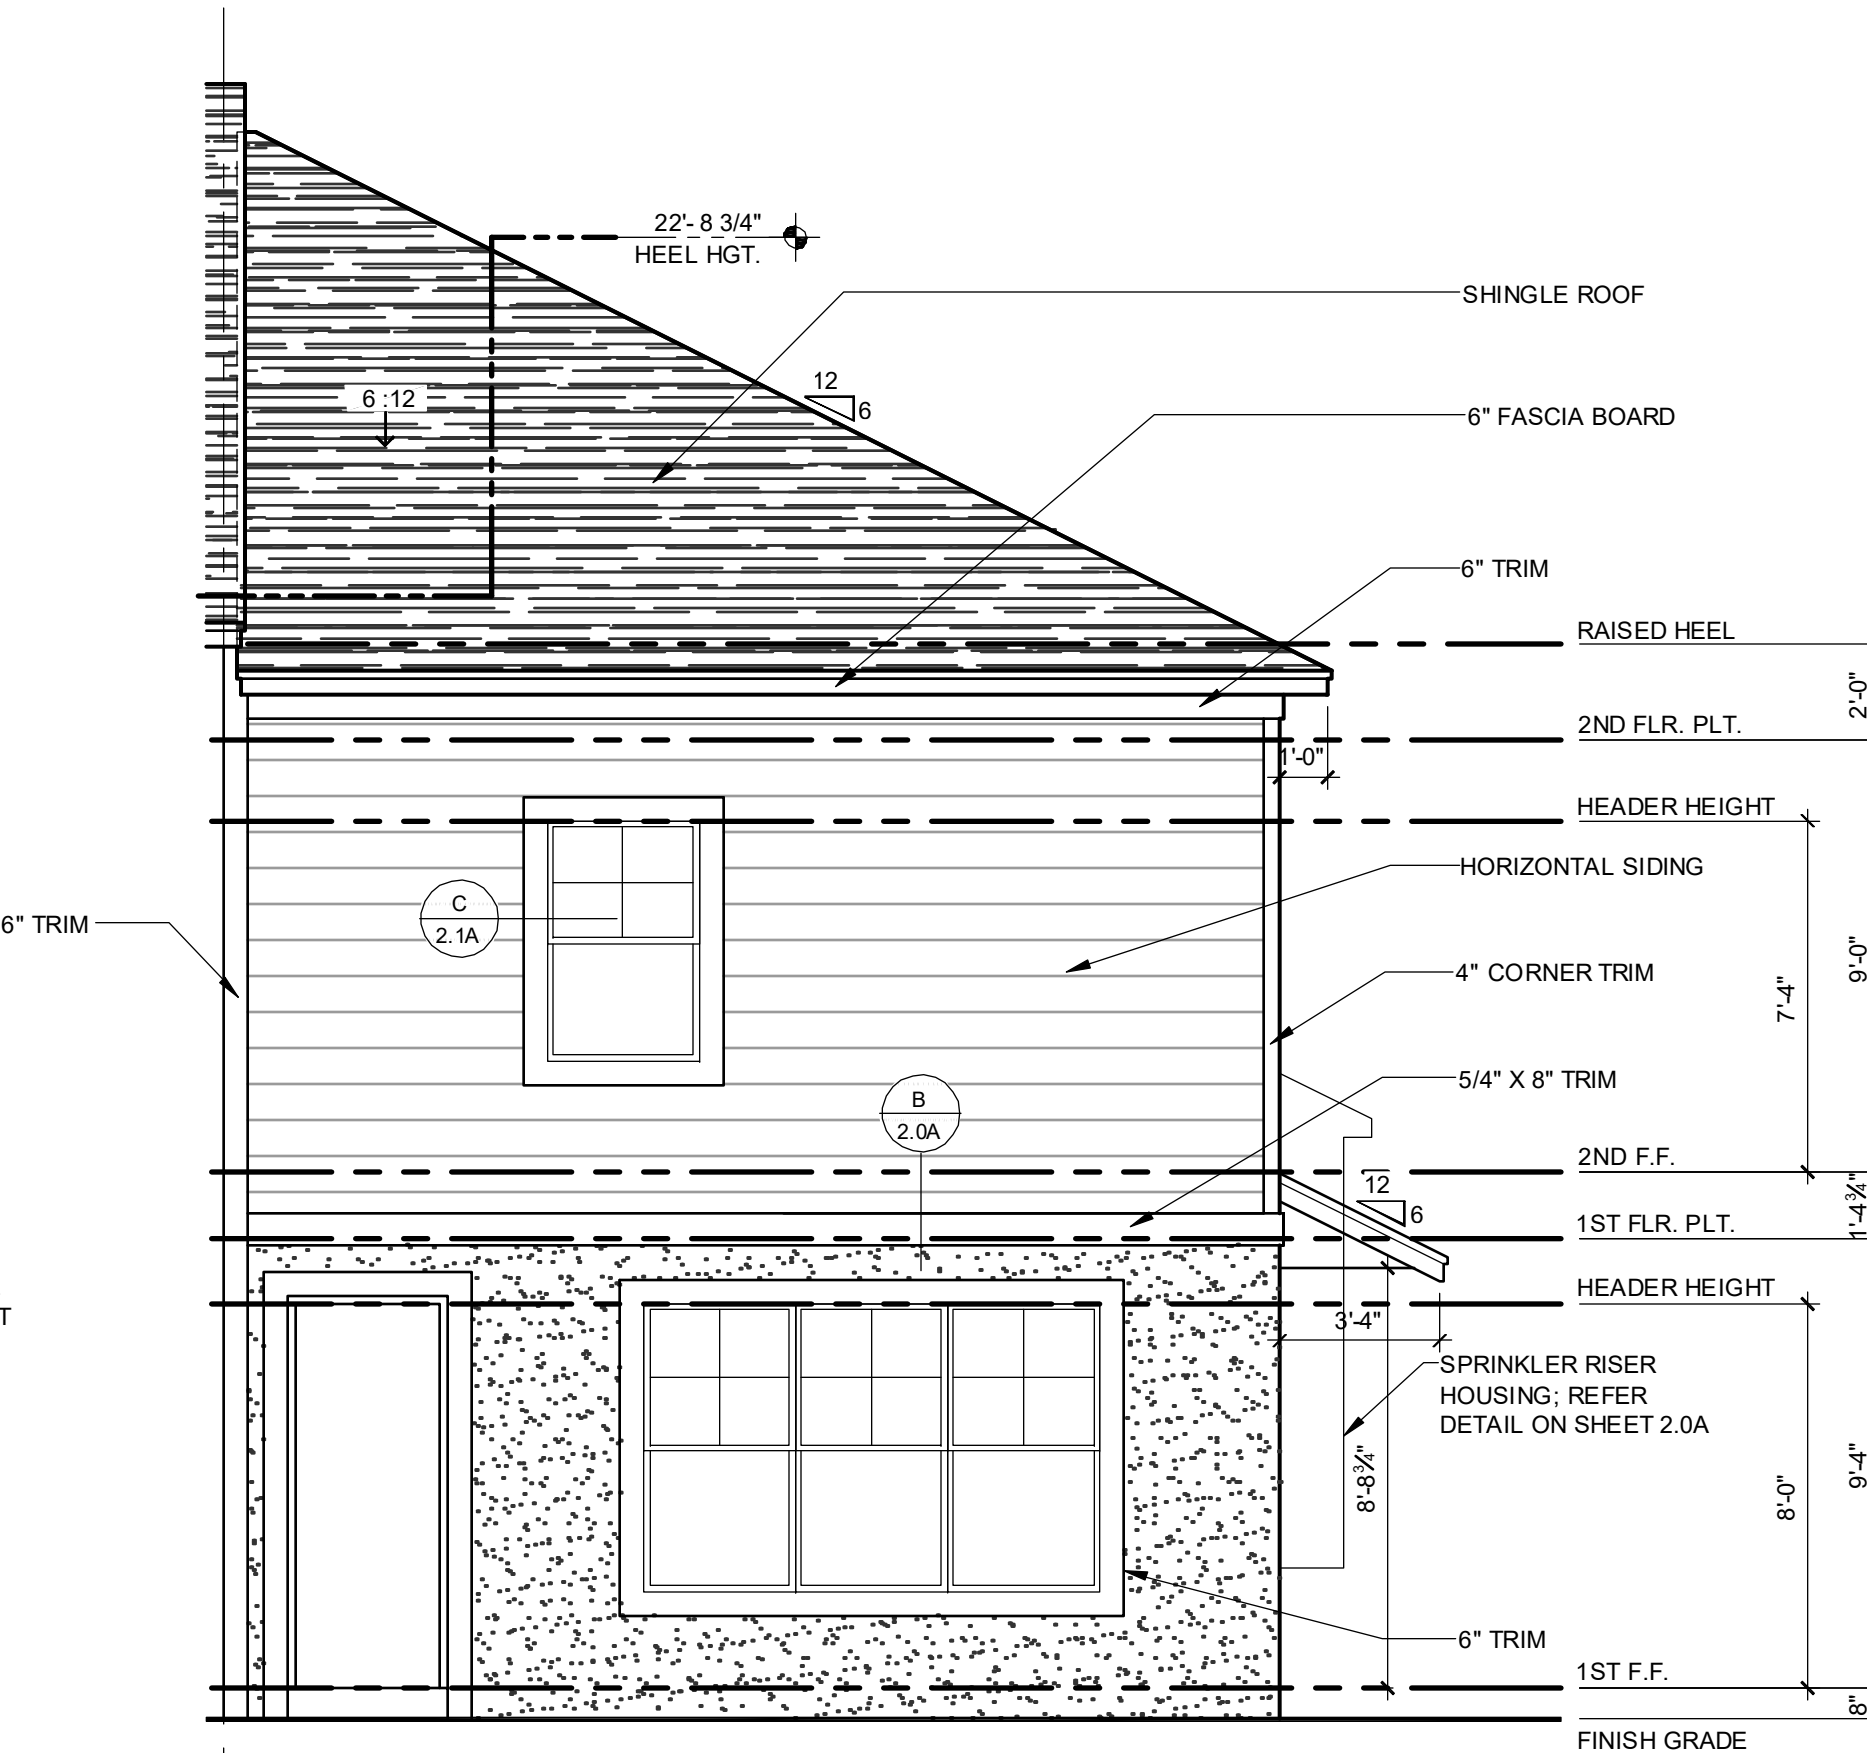 22'- 8 3/4"
HEEL HGT.
SHINGLE ROOF
12
6
6 :12
6" FASCIA BOARD
6" TRIM
RAISED HEEL
2'-0"
2ND FLR. PLT.
1'-0"
HEADER HEIGHT
HORIZONTAL SIDING
C
2.1A
6" TRIM
9'-0"
4" CORNER TRIM
7'-4"
5/4" X 8" TRIM
B
2.0A
2ND F.F.
12
6
1'-4¾"
1ST FLR. PLT.
HEADER HEIGHT
T
3'-4"
SPRINKLER RISER
HOUSING; REFER
DETAIL ON SHEET 2.0A
8'-8¾"
9'-4"
8'-0"
6" TRIM
1ST F.F.
8"
FINISH GRADE